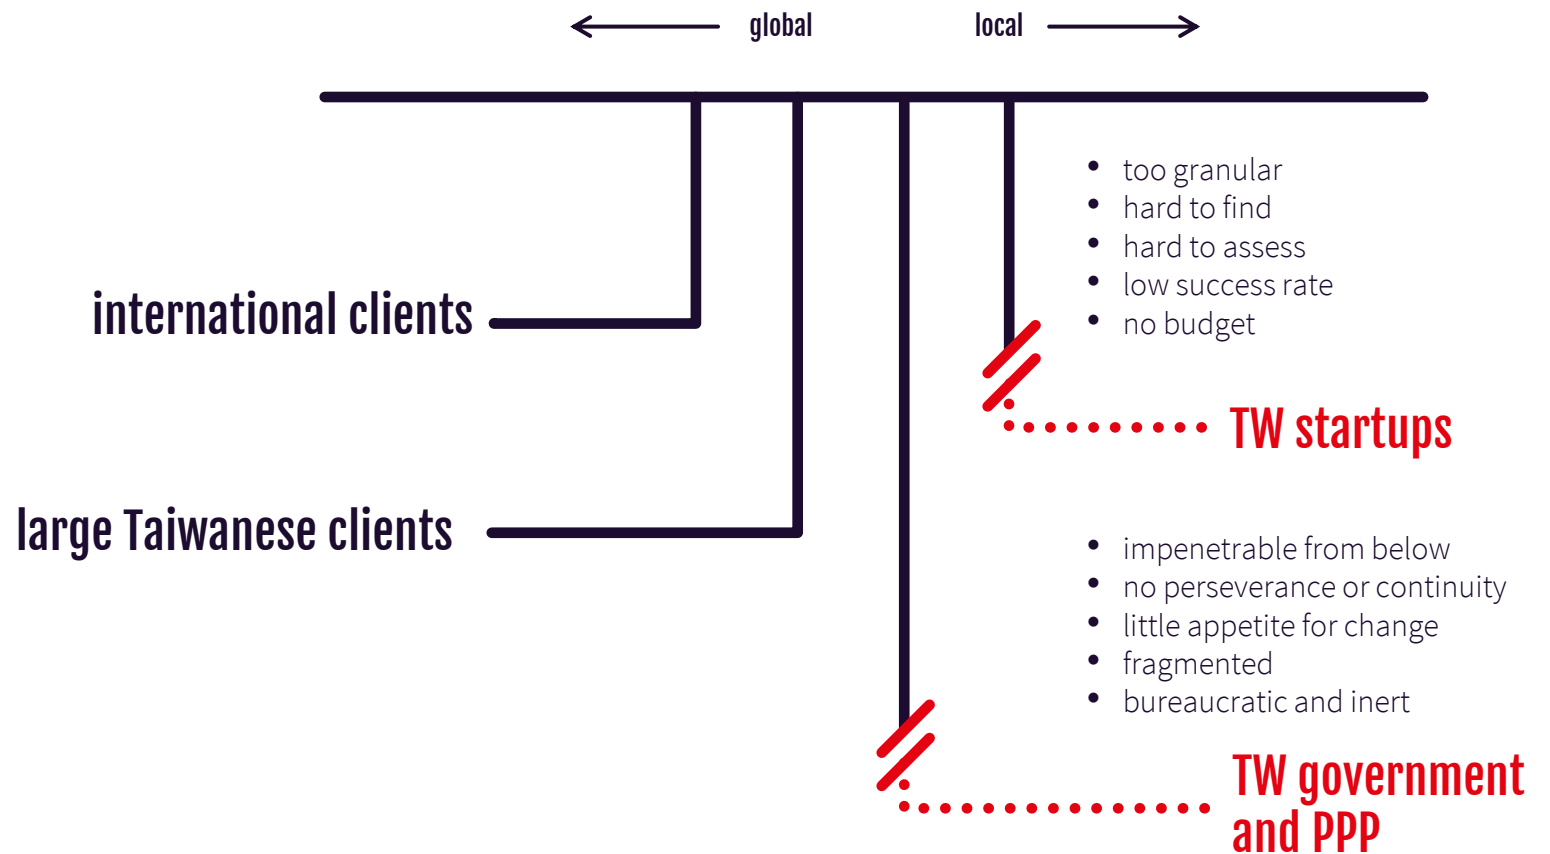 global
local
• too granular
• hard to find
• hard to assess
• low success rate
• no budget
international clients
TW startups
large Taiwanese clients
• impenetrable from below
• no perseverance or continuity
• little appetite for change
• fragmented
• bureaucratic and inert
TW government
and PPP